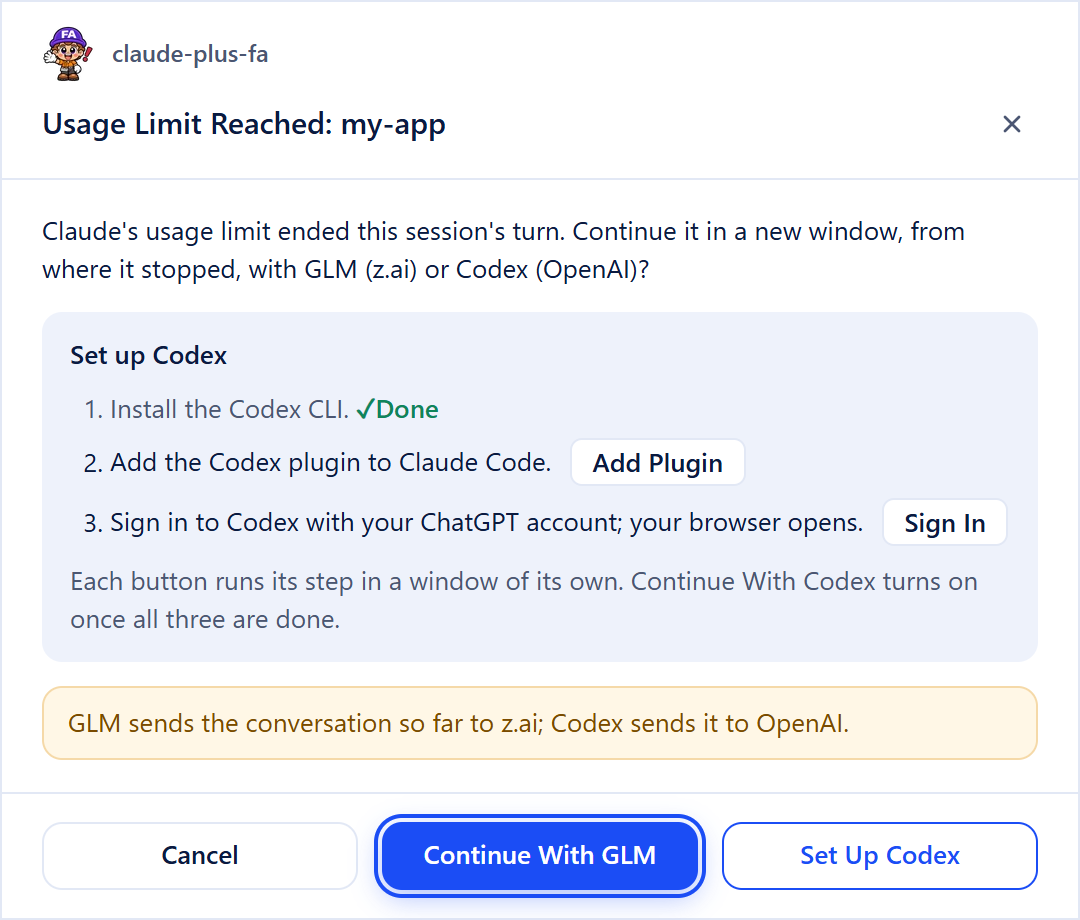 FA
claude-plus-fa
Usage Limit Reached: my-app
Claude's usage limit ended this session's turn. Continue it in a new window, from
where it stopped, with GLM (z.ai) or Codex (OpenAI)?
Set up Codex
1. Install the Codex CLI. ✓Done
2. Add the Codex plugin to Claude Code. Add Plugin
3. Sign in to Codex with your ChatGPT account; your browser opens. Sign In
Each button runs its step in a window of its own. Continue With Codex turns on
once all three are done.
GLM sends the conversation so far to z.ai; Codex sends it to OpenAI.
Cancel
Continue With GLM
Set Up Codex